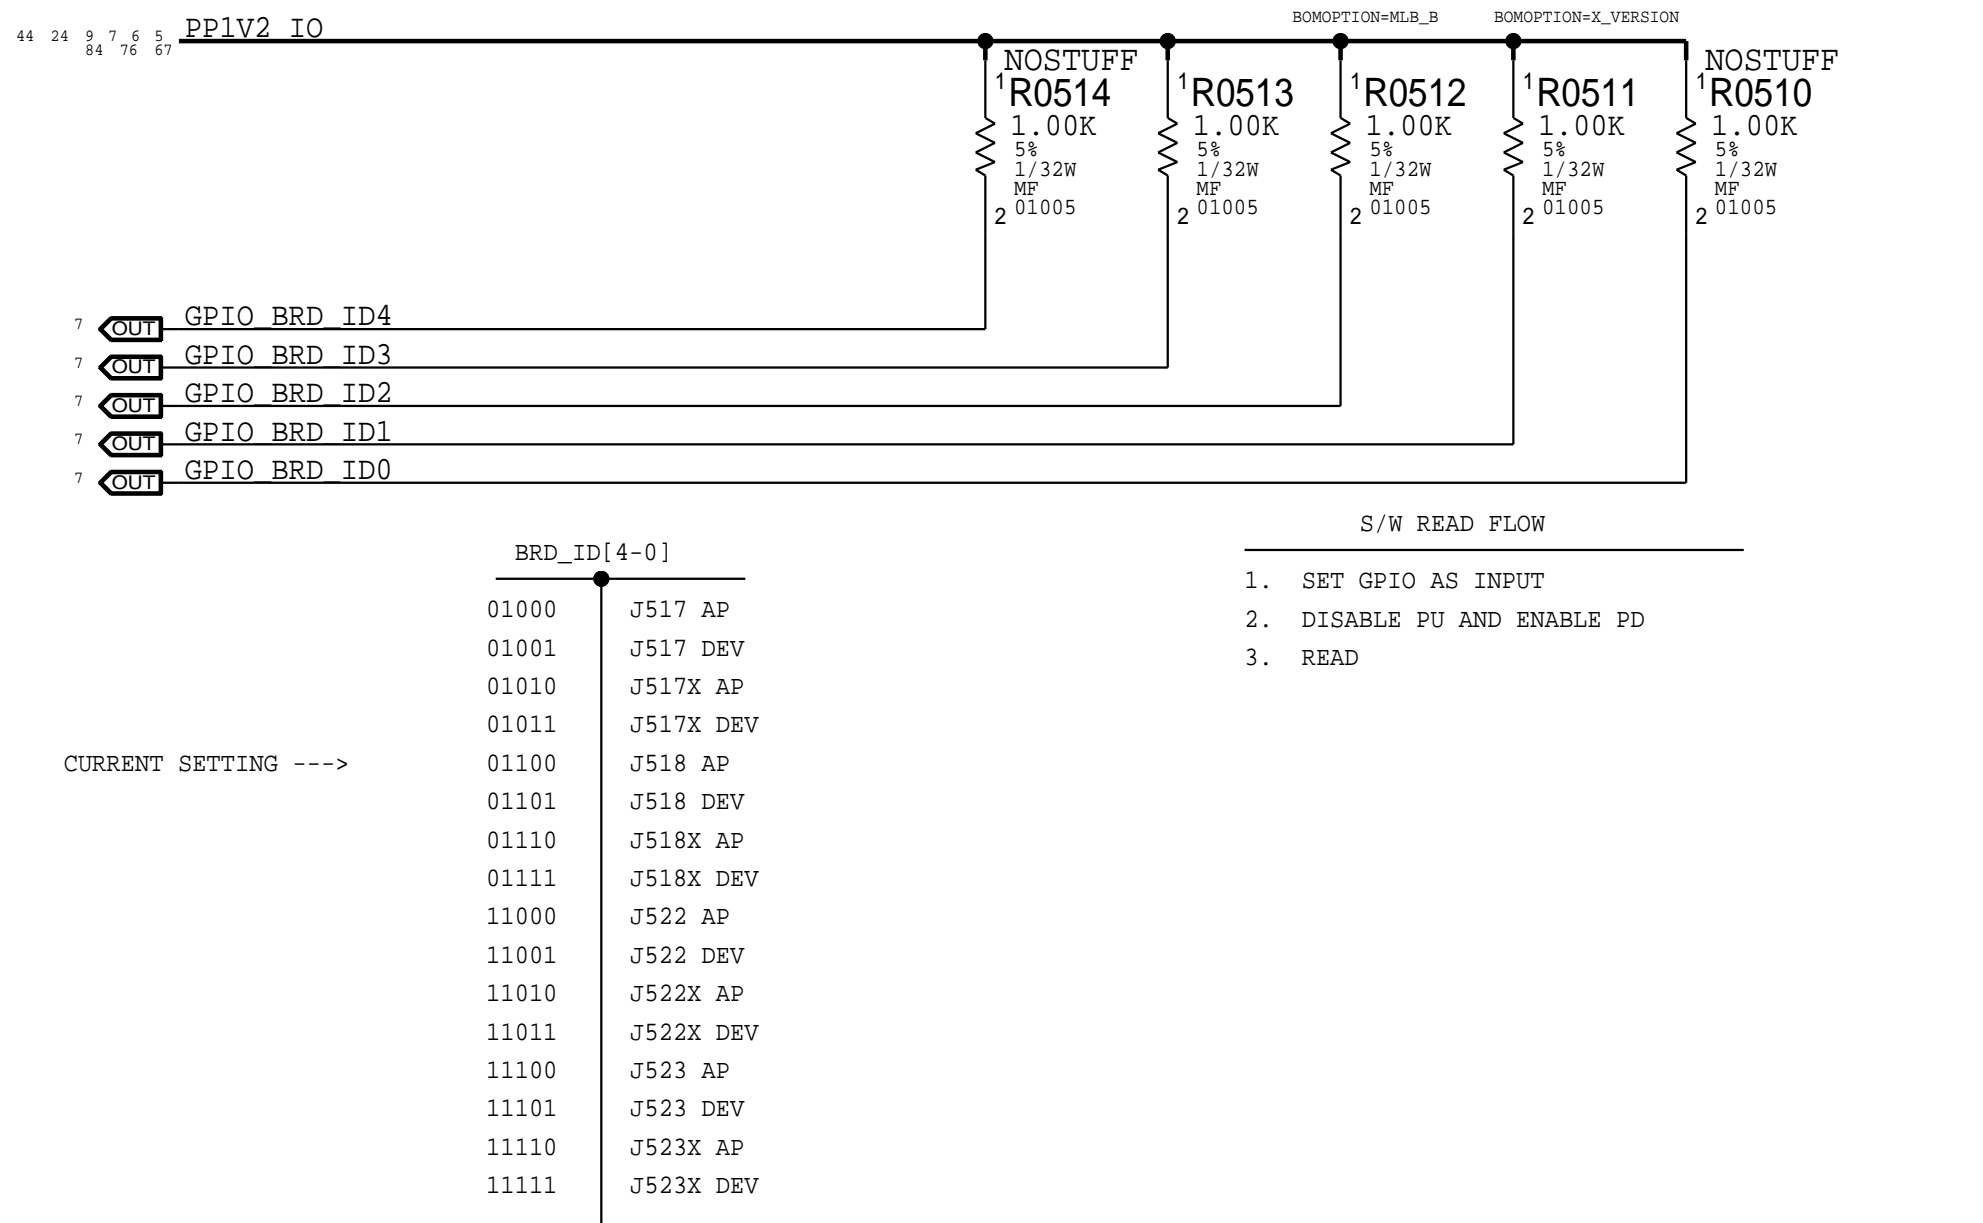 BOMOPTION=MLB_B BOMOPTION=X_VERSION
44 24 9 7 6 5 PP1V2_IO
84 76 67
NOSTUFF NOSTUFF
1 R0514 1 R0513 1 R0512 1 R0511 1 R0510
1.00K 1.00K 1.00K 1.00K 1.00K
5% 5% 5% 5% 5%
1/32W 1/32W 1/32W 1/32W 1/32W
MF MF MF MF MF
2 01005 2 01005 2 01005 2 01005 2 01005
7 OUT GPIO_BRD_ID4
7 OUT GPIO_BRD_ID3
7 OUT GPIO_BRD_ID2
7 OUT GPIO_BRD_ID1
7 OUT GPIO_BRD_ID0
S/W READ FLOW
1. SET GPIO AS INPUT
2. DISABLE PU AND ENABLE PD
3. READ
BRD_ID[4-0]
01000 J517 AP
01001 J517 DEV
01010 J517X AP
01011 J517X DEV
CURRENT SETTING ---> 01100 J518 AP
01101 J518 DEV
01110 J518X AP
01111 J518X DEV
11000 J522 AP
11001 J522 DEV
11010 J522X AP
11011 J522X DEV
11100 J523 AP
11101 J523 DEV
11110 J523X AP
11111 J523X DEV